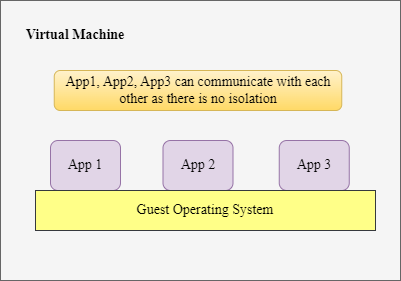 Virtual Machine
App1, App2, App3 can communicate with each
other as there is no isolation
App 1
App 2
App 3
Guest Operating System